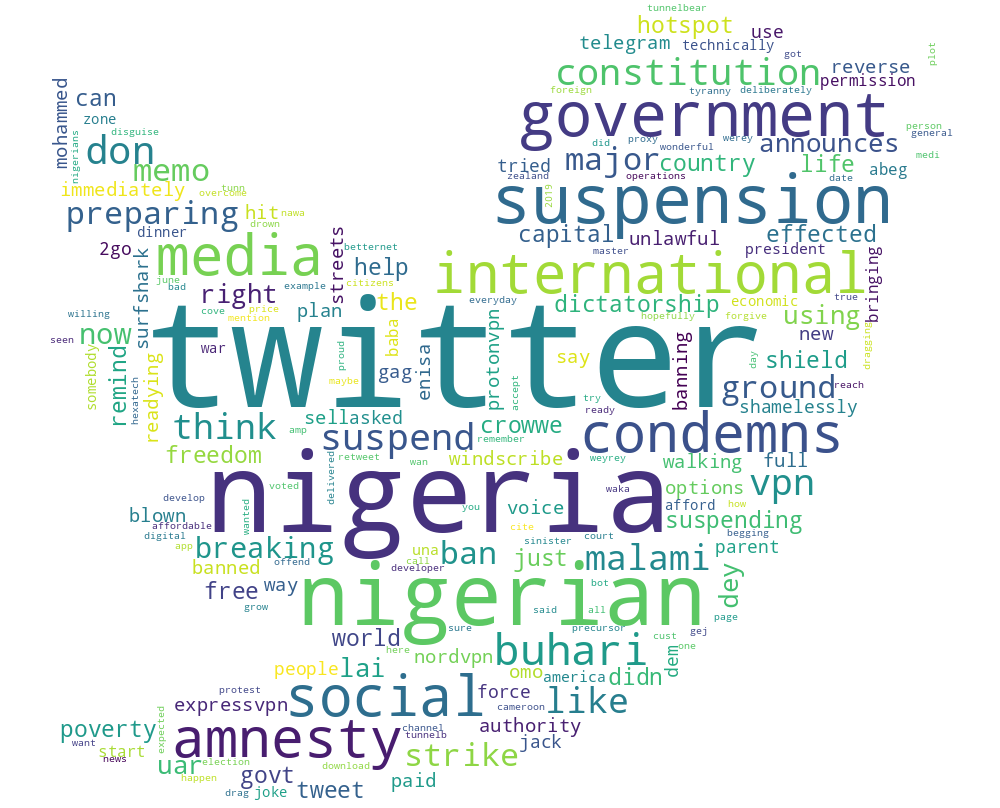 tunnelbear
hotspot use
telegram technically got plot
constitution reverse
permission
foreign tyranny deliberately
mohammed can
zone
government
person
general
disguise
nigerians
don
did proxy werey wonderful announces
memo
tried major country life abeg medi
zealand operations date
immediately overcome tunn
suspension
2019
preparing hit nawa
drown
dinner
capital unlawful effected
2go media streets betternet
master president
surfshark help
international bringing
june citizens
bad example
right plan the
cove price
mention
everyday dictatorship economic true
hopefully forgive using
willing
now twitter
new
seen war
baba proud
day dragging
somebody remind hexatech readying
gag enisa protonvpn
maybe
say banning shield
ground reach
accept try
ready
shamelessly
sellasked
think amp suspend crowwe condemns
remember
freedom retweet wan windscribe weyrey walking full
delivered
develop voted nigeria waka options vpn
how
afford
blown wanted you voice suspending
affordable
digital cite
begging
breaking offend una ban sinister court just malami parent
app call
banned developer
free way
nigerian bot dey
grow said all page
world sure precursor gej
here buhari cust one
people lai nordvpn dem
omo america didn
protest social force like
expressvpn cameroon
poverty expected channel authority
want amnesty tunnelb jack
start
news strike
uar election download
govt
happen paid
drag joke tweet